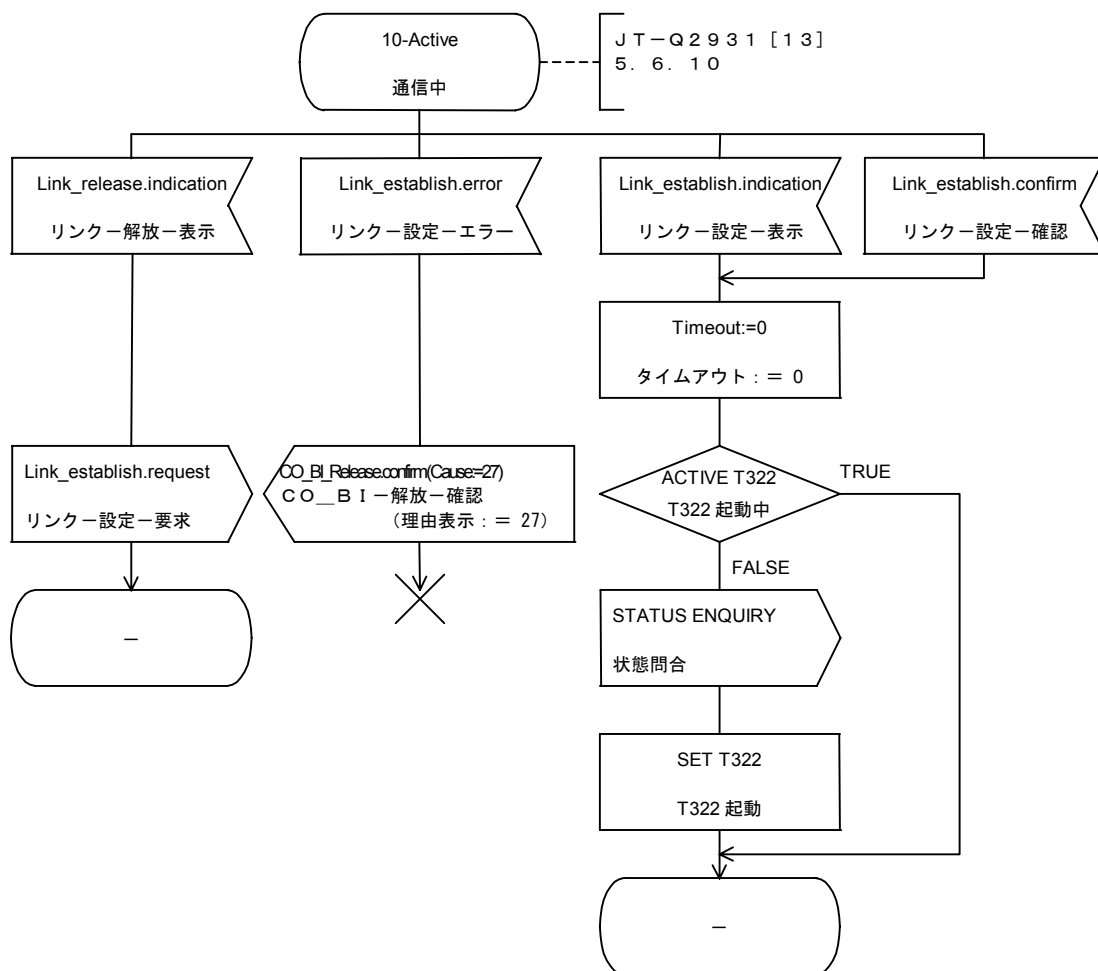 10-Active
通信中
ＪＴ－Ｑ２９３１［１３］
５．６．１０
Link_release.indication
リンク－解放－表示
Link_establish.error
リンク－設定－エラー
Link_establish.indication
リンク－設定－表示
Link_establish.confirm
リンク－設定－確認
Timeout:=0
タイムアウト：＝ 0
Link_establish.request
リンク－設定－要求
CO_BI_Release.confirm(Cause:=27)
ＣＯ＿ＢＩ－解放－確認
（理由表示：＝ 27）
ACTIVE T322
T322 起動中
TRUE
FALSE
STATUS ENQUIRY
状態問合
SET T322
T322 起動
－
－